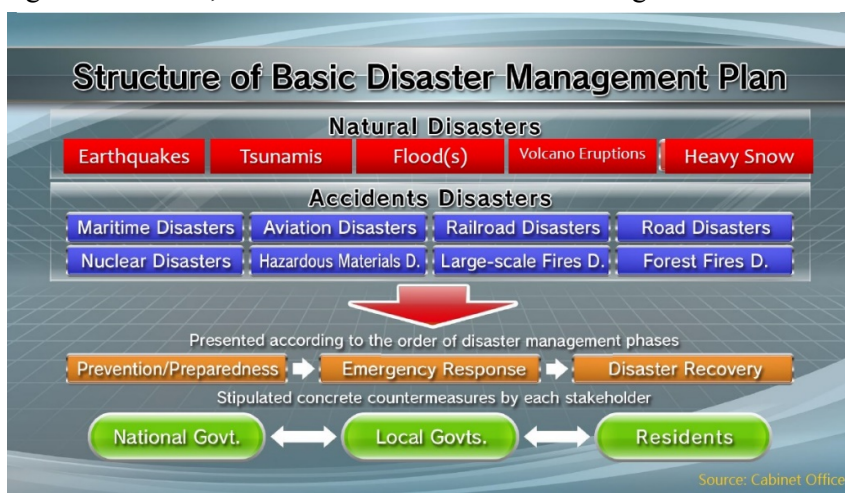 Structure of Basic Disaster Management Plan
Natural Disasters
Earthquakes Tsunamis Flood(s) Volcano Eruptions Heavy Snow
Accidents Disasters
Maritime Disasters Aviation Disasters Railroad Disasters Road Disasters
Nuclear Disasters Hazardous Materials D. Large-scale Fires D. Forest Fires D.
Presented according to the order of disaster management phases
Prevention/Preparedness Emergency Response Disaster Recovery
Stipulated concrete countermeasures by each stakeholder
National Govt. Local Govts. Residents
Source: Cabinet Office